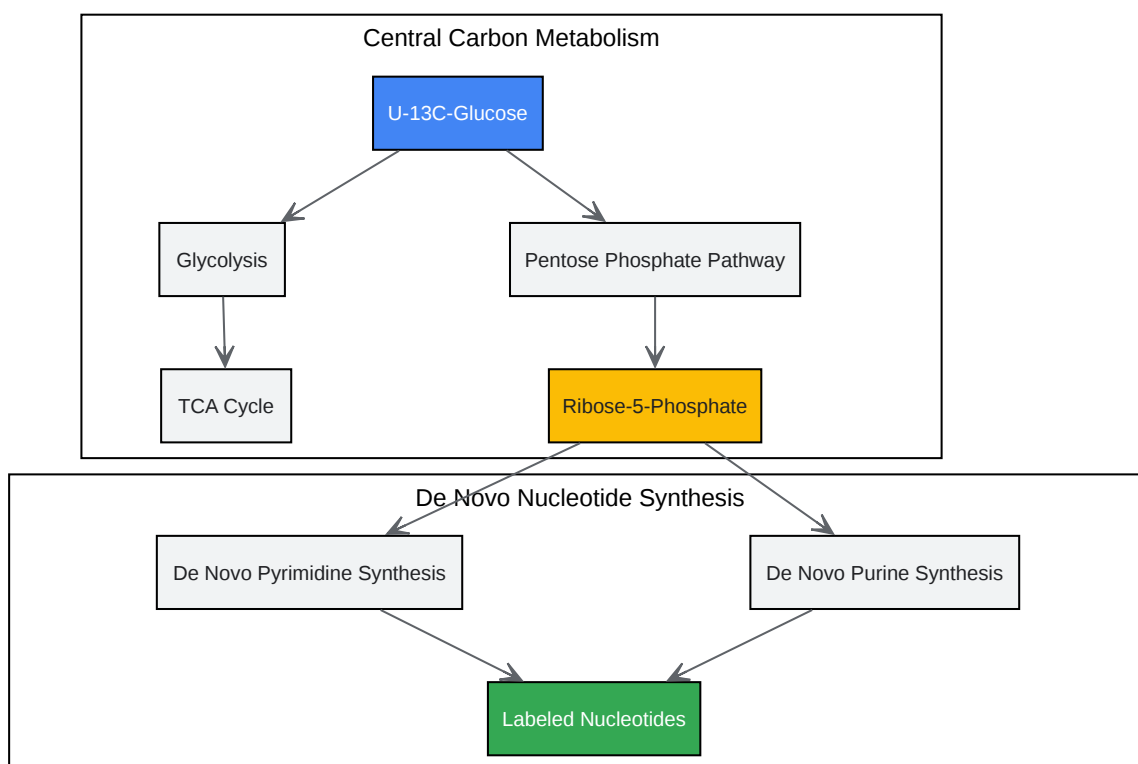 Central Carbon Metabolism
U-13C-Glucose
Glycolysis
Pentose Phosphate Pathway
TCA Cycle
Ribose-5-Phosphate
De Novo Nucleotide Synthesis
De Novo Pyrimidine Synthesis
De Novo Purine Synthesis
Labeled Nucleotides